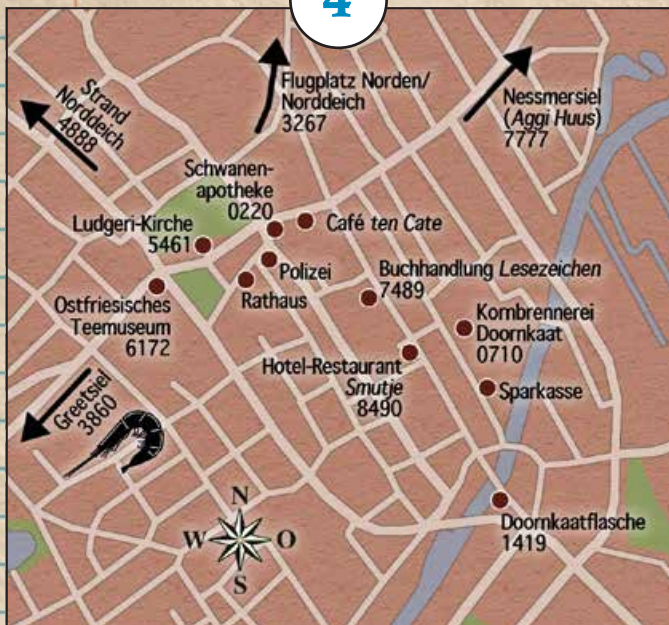 4
Strand
Norddeich
4888
Flugplatz Norden/
Norddeich
3267
Nessmersiel
(Aggi Huus)
7777
Schwanen-
apotheke
0220
Café ten Cate
Ludgeri-Kirche
5461
Polizei
Rathaus
Buchhandlung Lesezeichen
7489
Ostfriesisches
Teemuseum
6172
Kornbrennerei
Doornkaat
0710
Hotel-Restaurant
Smutje
8490
Sparkasse
Greetsiel
3860
N
W O
S
Doornkaatflasche
1419